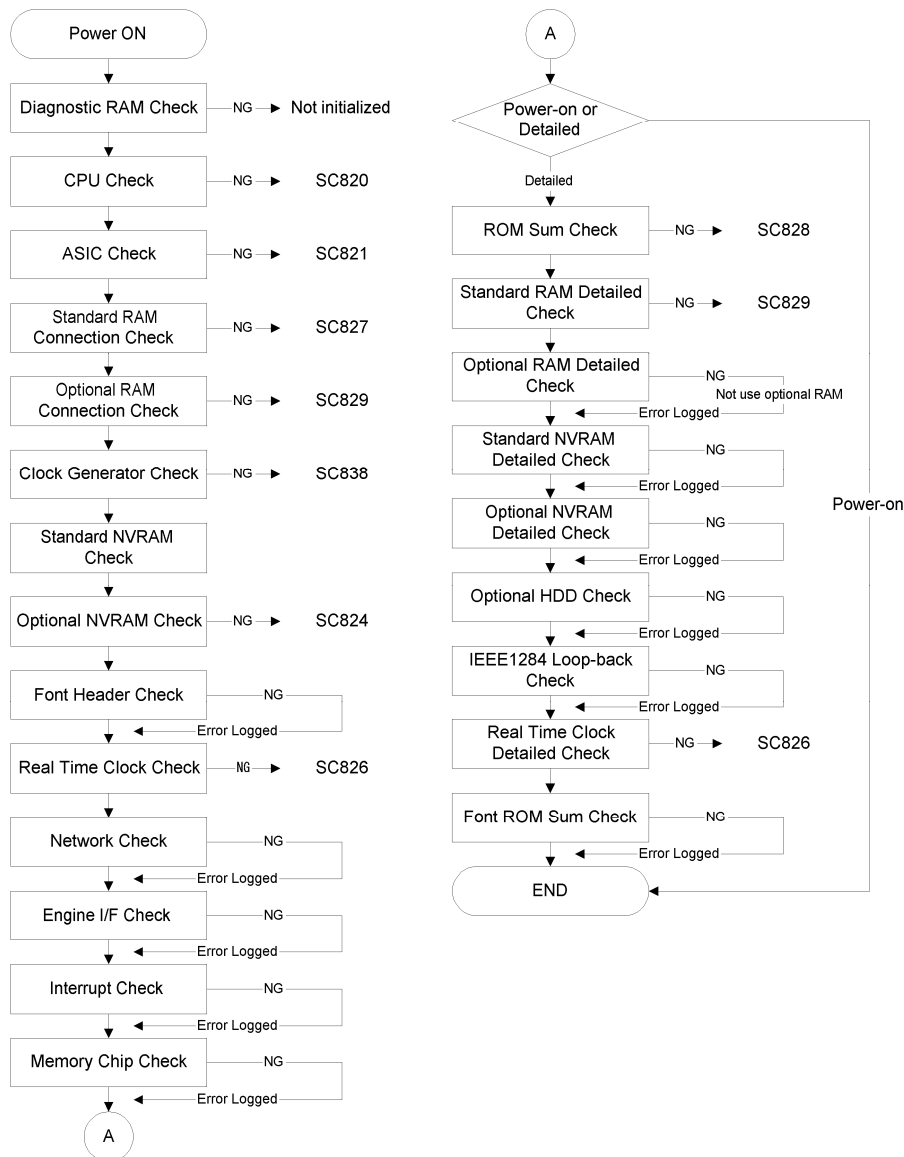 Power ON
Diagnostic RAM Check
NG
Not initialized
CPU Check
NG
SC820
ASIC Check
NG
SC821
Standard RAM
Connection Check
NG
SC827
Optional RAM
Connection Check
NG
SC829
Clock Generator Check
NG
SC838
Standard NVRAM
Check
Optional NVRAM Check
NG
SC824
Font Header Check
NG
Error Logged
Real Time Clock Check
NG
SC826
Network Check
NG
Error Logged
Engine I/F Check
NG
Error Logged
Interrupt Check
NG
Error Logged
Memory Chip Check
NG
Error Logged
A
A
Power-on or
Detailed
Detailed
ROM Sum Check
NG
SC828
Standard RAM Detailed
Check
NG
SC829
Optional RAM Detailed
Check
NG
Not use optional RAM
Error Logged
Standard NVRAM
Detailed Check
NG
Error Logged
Optional NVRAM
Detailed Check
NG
Error Logged
Optional HDD Check
NG
Error Logged
IEEE1284 Loop-back
Check
NG
Error Logged
Real Time Clock
Detailed Check
NG
SC826
Font ROM Sum Check
NG
Error Logged
END
Power-on